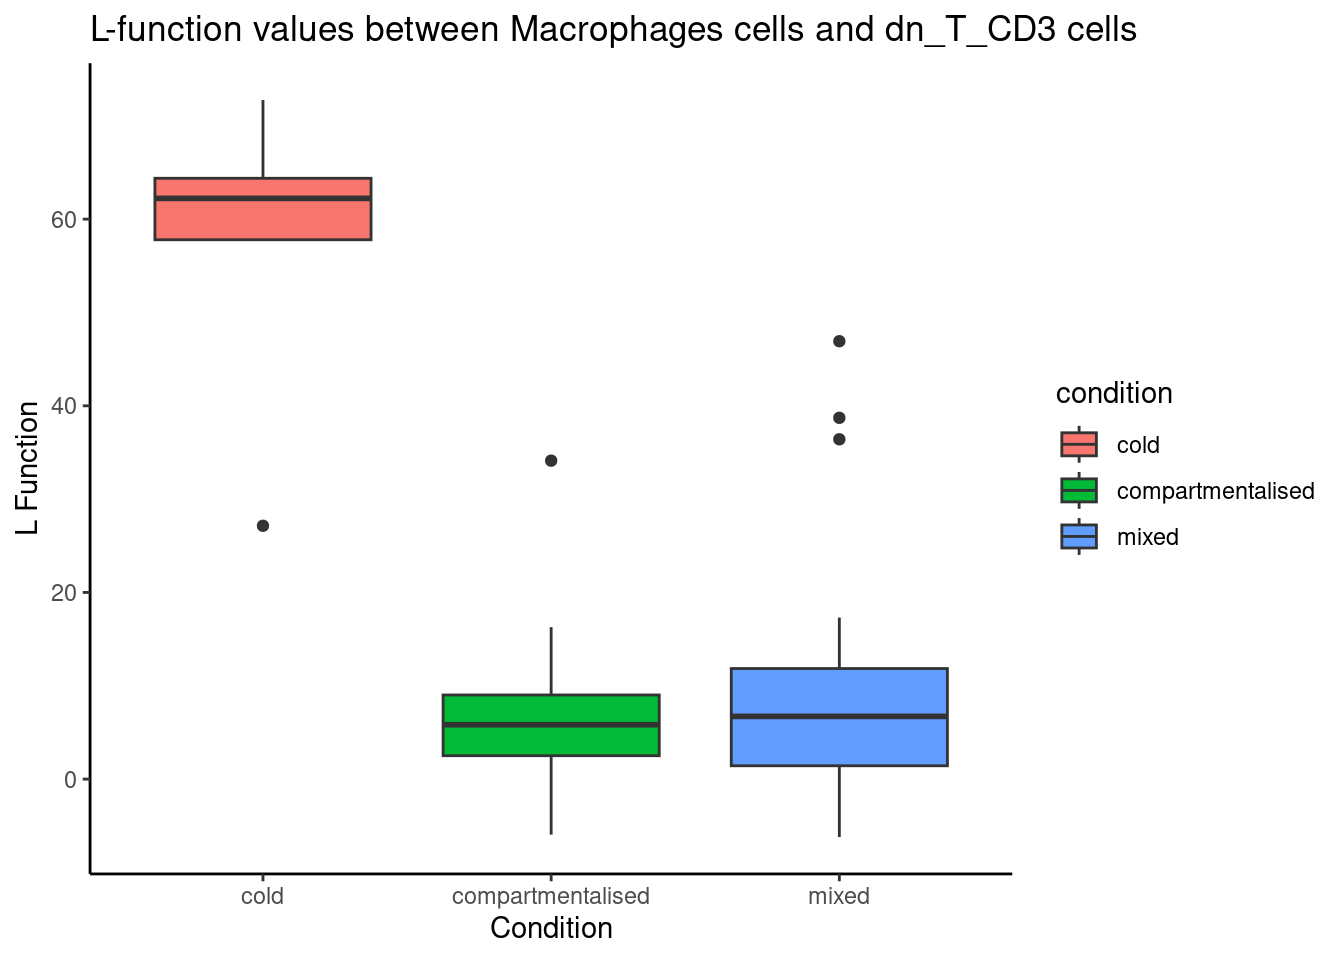 L-function values between Macrophages cells and dn_T_CD3 cells
60
40
20
0
L Function
cold
compartmentalised
mixed
Condition
condition
cold
compartmentalised
mixed